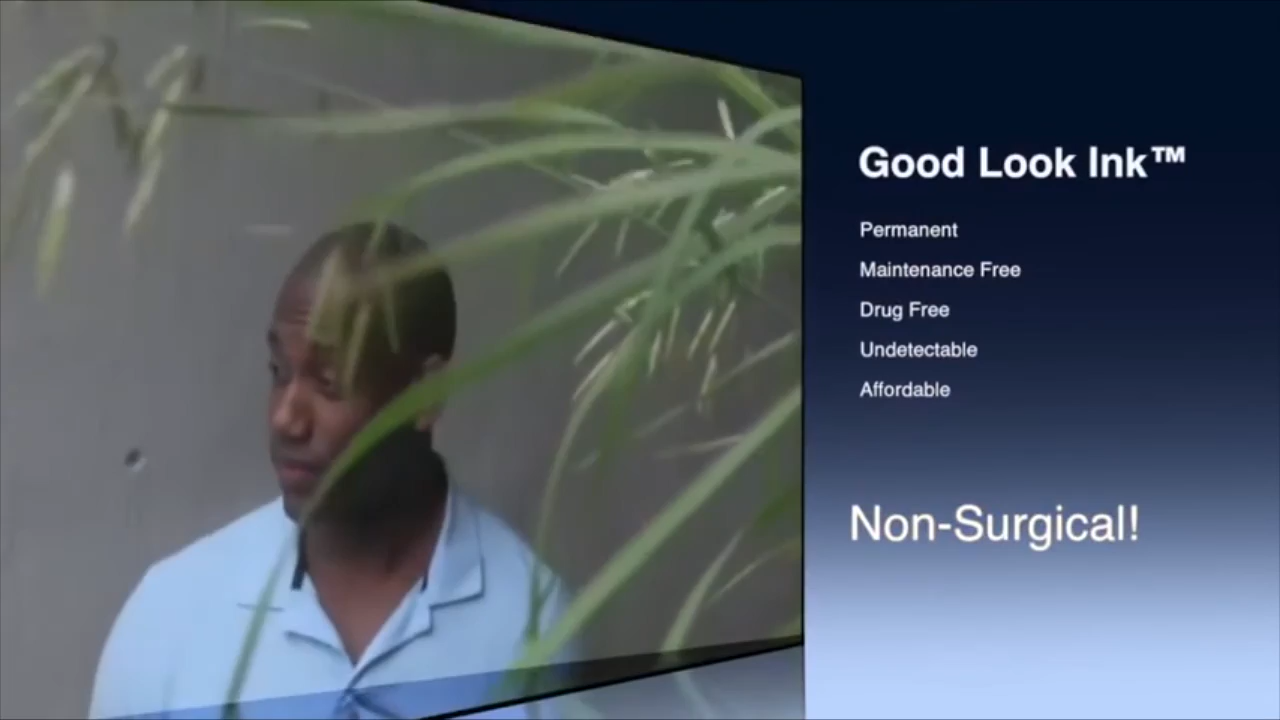 Good Look Ink™
Permanent
Maintenance Free
Drug Free
Undetectable
Affordable
Non-Surgical!